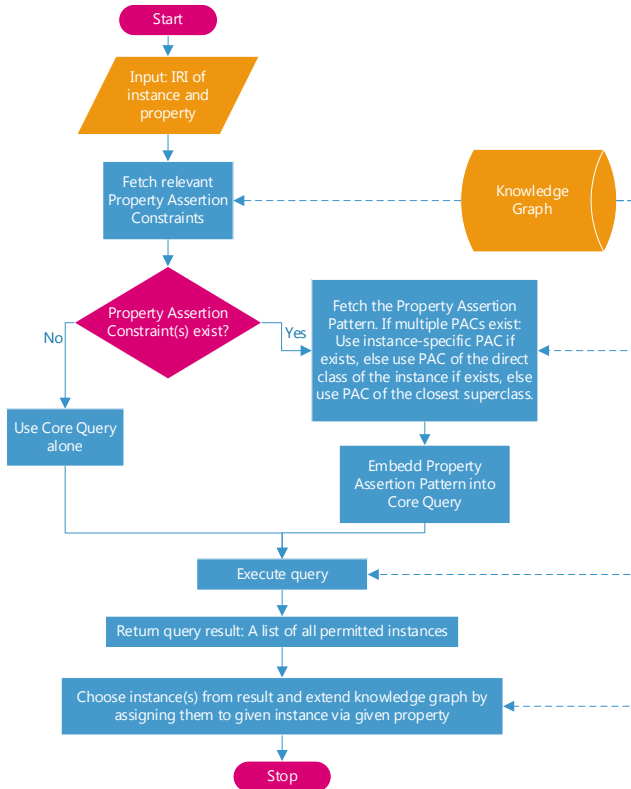 Start
Input: IRI of
instance and
property
Fetch relevant
Property Assertion
Constraints
Knowledge
Graph
Property Assertion
Constraint(s) exist?
No
Yes
Fetch the Property Assertion
Pattern. If multiple PACs exist:
Use instance-specific PAC if
exists, else use PAC of the direct
class of the instance if exists, else
use PAC of the closest superclass.
Use Core Query
alone
Embedd Property
Assertion Pattern into
Core Query
Execute query
Return query result: A list of all permitted instances
Choose instance(s) from result and extend knowledge graph by
assigning them to given instance via given property
Stop